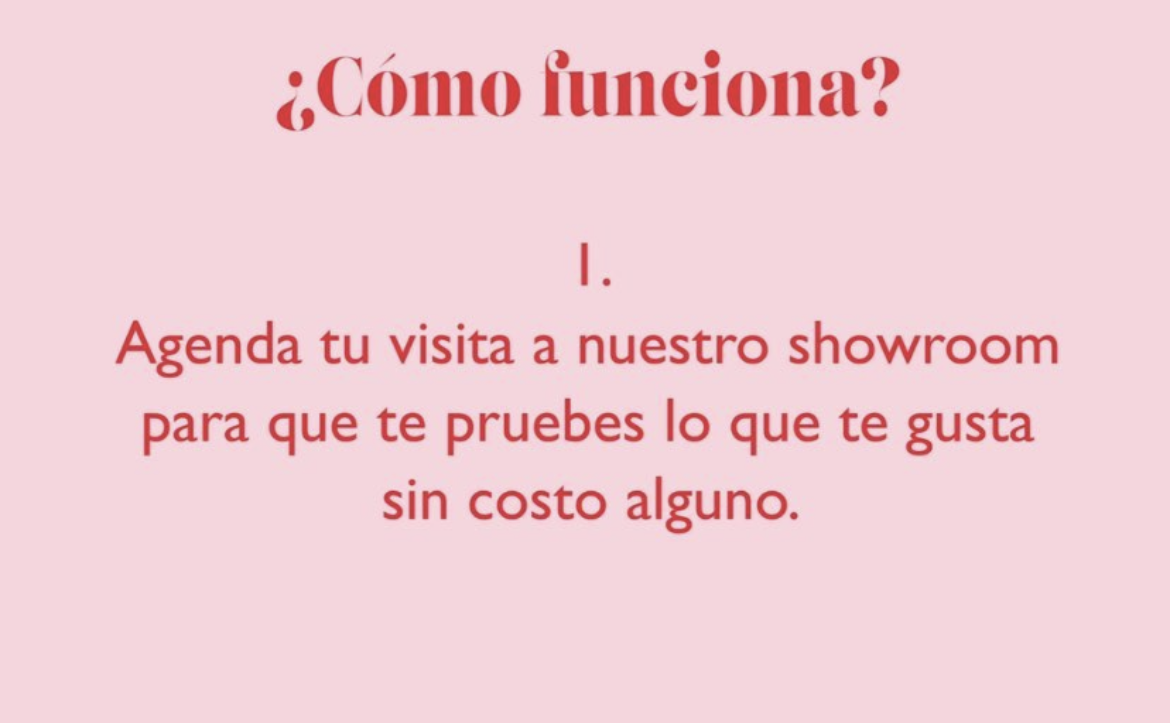 ¿Cómo funciona?
1.
Agenda tu visita a nuestro showroom
para que te pruebes lo que te gusta
sin costo alguno.